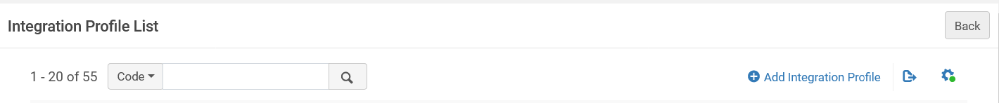 Integration Profile List
Back
1 - 20 of 55
Code
Add Integration Profile